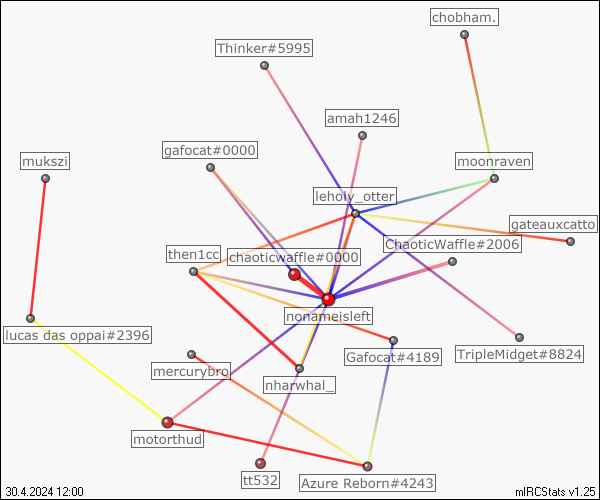 chobham.
Thinker#5995
amah1246
gafocat#0000
mukszi
moonraven
leholy_otter
gateauxcatto
ChaoticWaffle#2006
then1cc
chaoticwaffle#0000
nonameisleft
lucas das oppai#2396
Gafocat#4189
TripleMidget#8824
mercurybro
nharwhal_
motorthud
tt532
Azure Reborn#4243
30.4.2024 12:00
mIRCStats v1.25